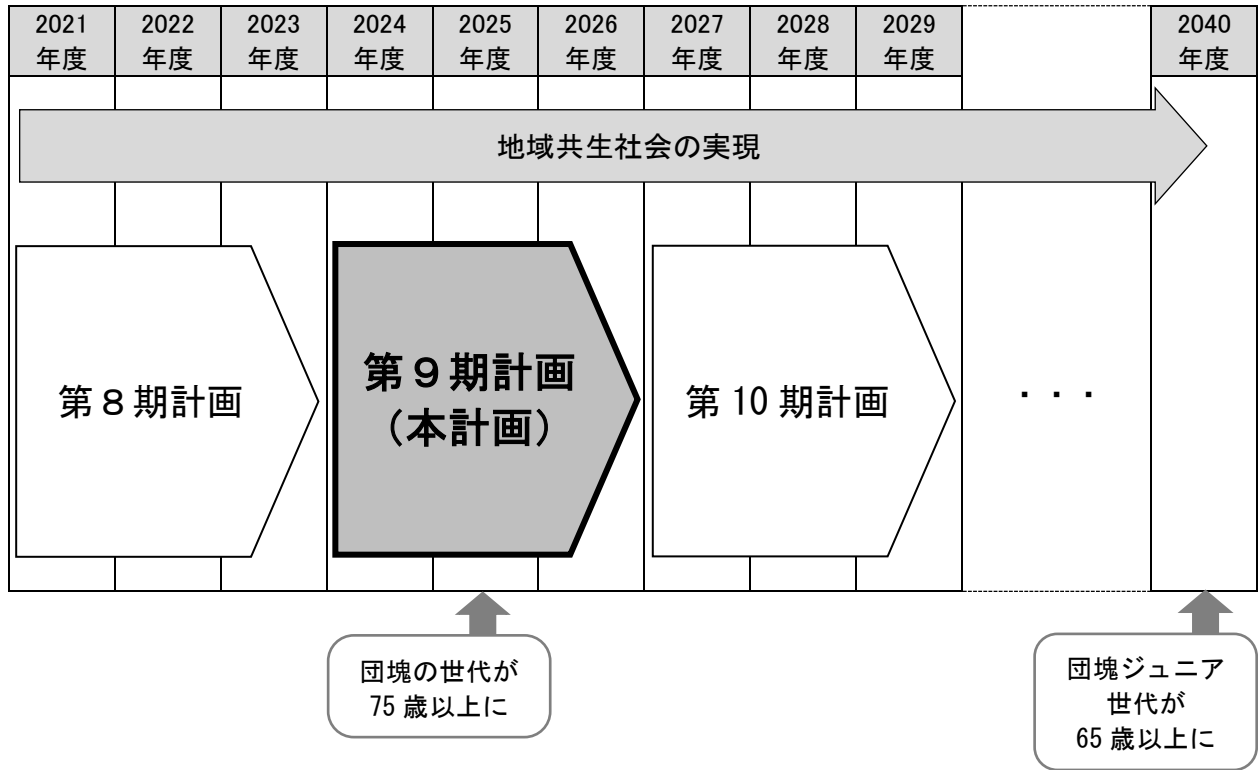 2021
年度
2022
年度
2023
年度
2024
年度
2025
年度
2026
年度
2027
年度
2028
年度
2029
年度
2040
年度
地域共生社会の実現
第８期計画
第９期計画
（本計画）
第 10 期計画
・・・
団塊の世代が
75 歳以上に
団塊ジュニア
世代が
65 歳以上に